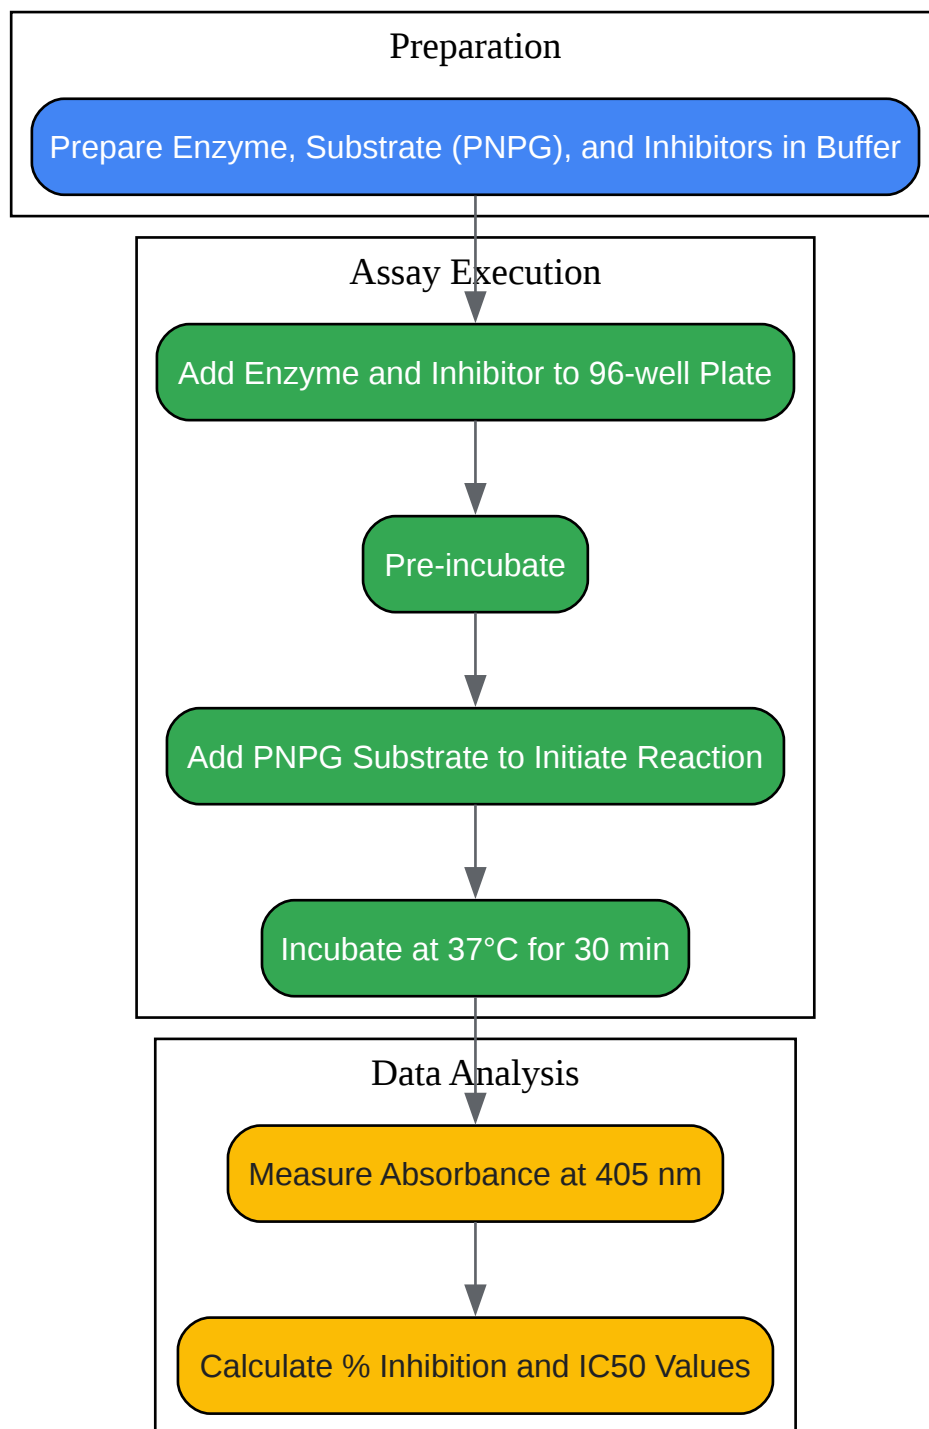 Preparation
Prepare Enzyme, Substrate (PNPG), and Inhibitors in Buffer
Assay Execution
Add Enzyme and Inhibitor to 96-well Plate
Pre-incubate
Add PNPG Substrate to Initiate Reaction
Incubate at 37°C for 30 min
Data Analysis
Measure Absorbance at 405 nm
Calculate % Inhibition and IC50 Values